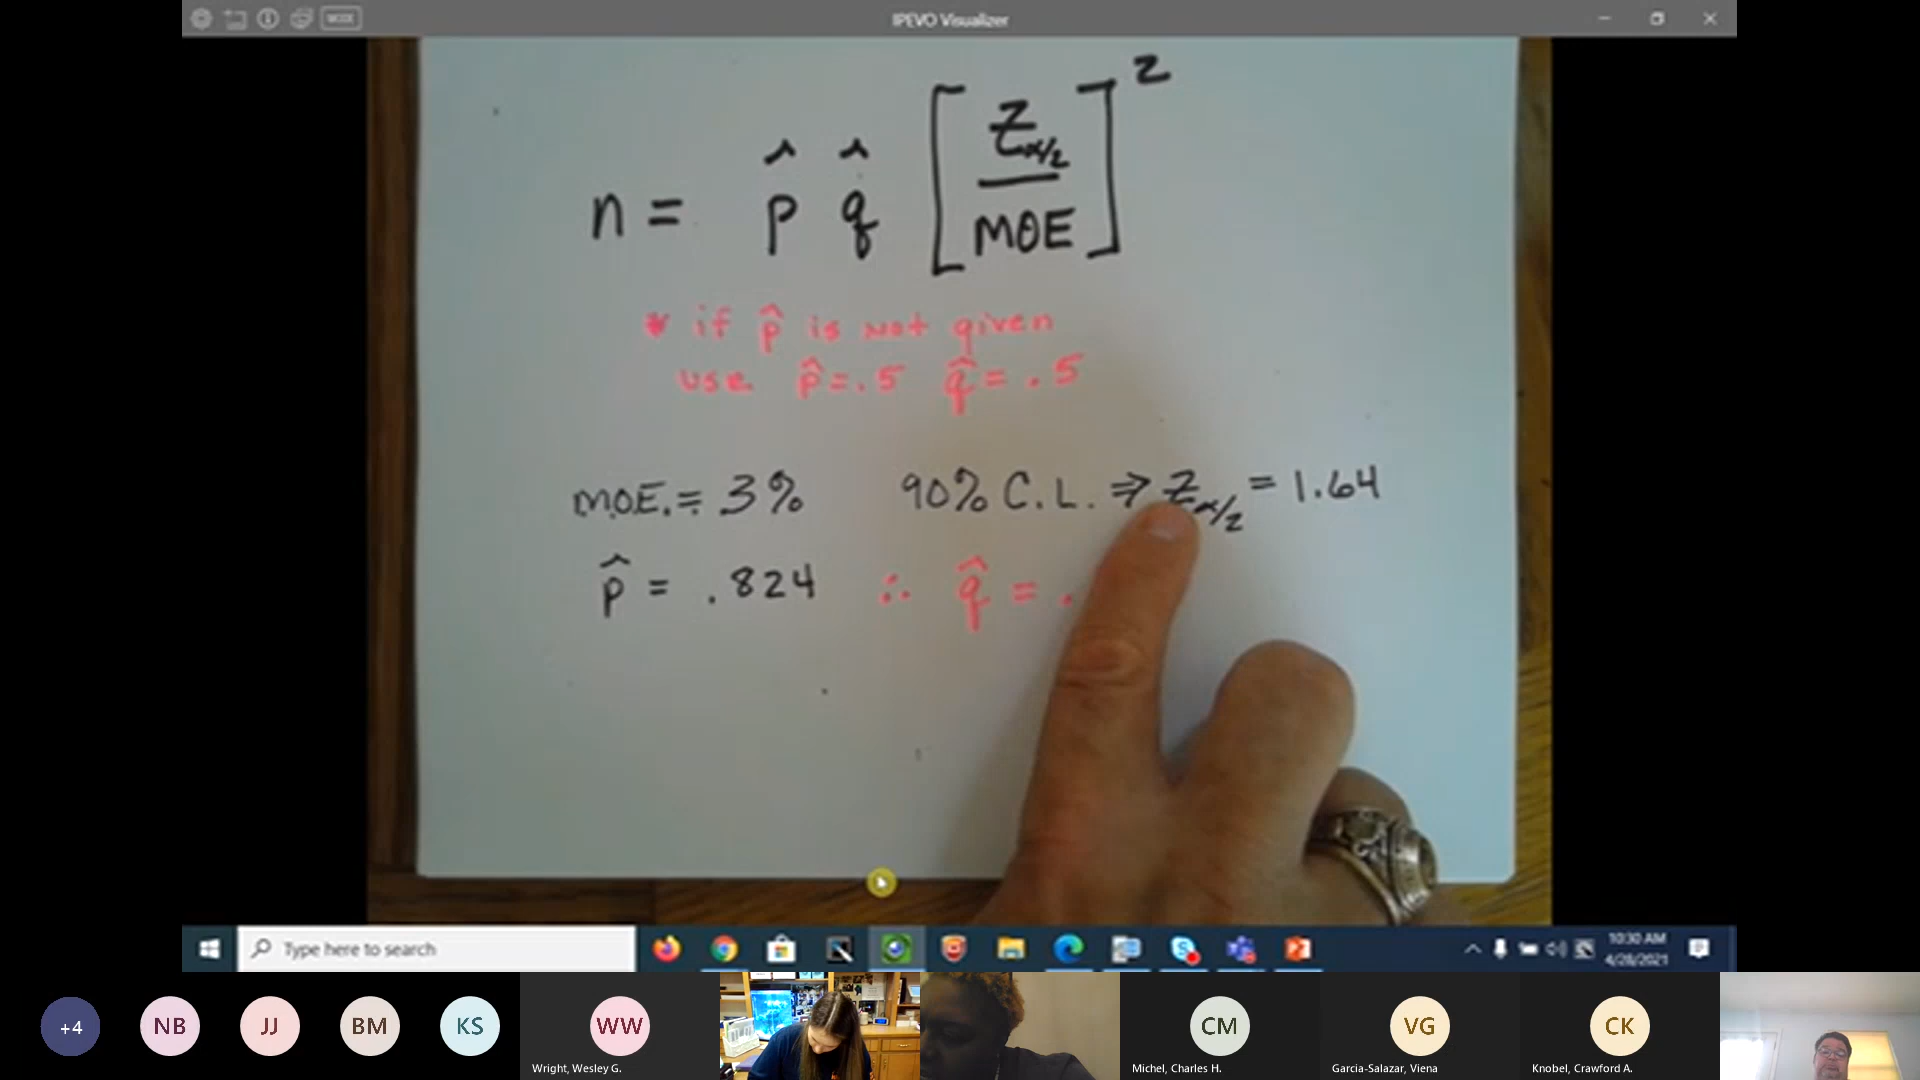 IPEVO Visualizer
n = p̂ q̂ [Zα/2 / MOE]²
* if p̂ is not given
use p̂ = .5 q̂ = .5
M.O.E. = 3% 90% C.L. ⇒ Zα/2 = 1.64
p̂ = .824 ∴ q̂ = .
Type here to search
10:30 AM
4/28/2021
+4 NB JJ BM KS WW CM VG CK
Wright, Wesley G. Michel, Charles H. Garcia-Salazar, Viena Knobel, Crawford A.